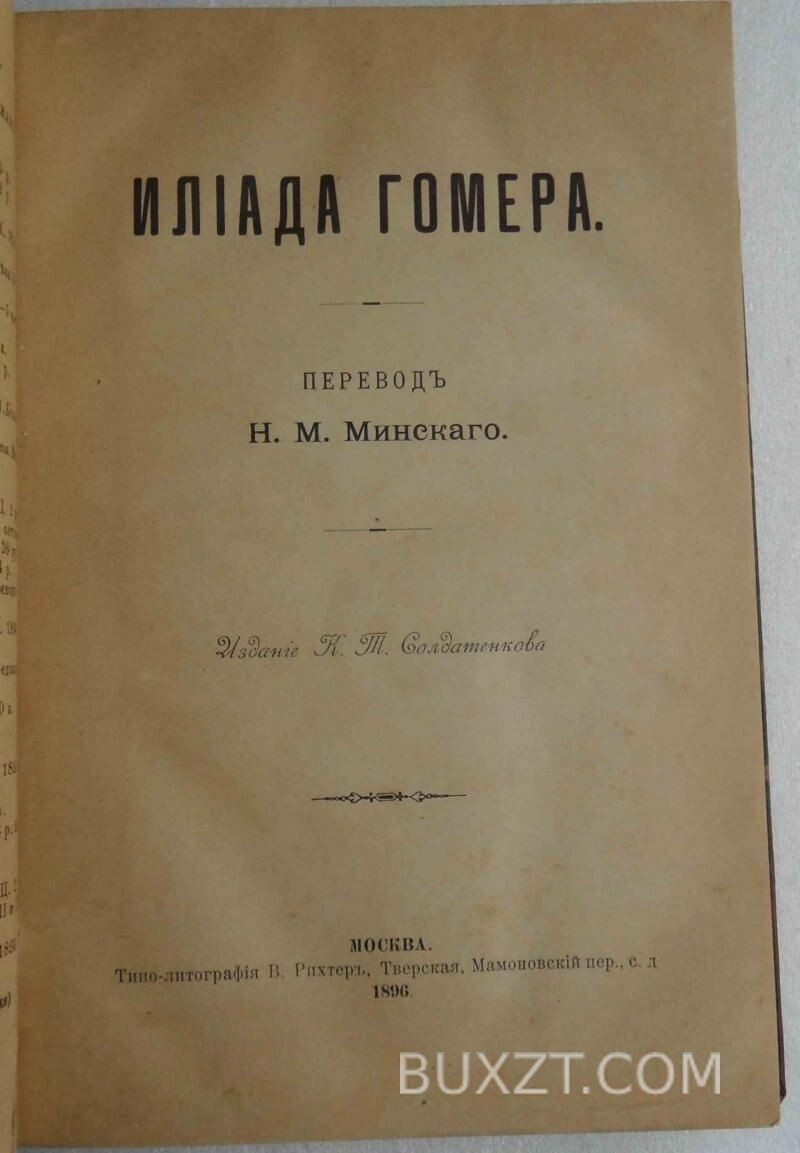 ИЛІАДА ГОМЕРА.
ПЕРЕВОДЪ
Н. М. Минскаго.
Изданіе К. Т. Солдатенкова
МОСКВА.
Типо-литографія В. Рихтеръ, Тверская, Мамоновскій пер., с. д
1896.
BUXZT.COM